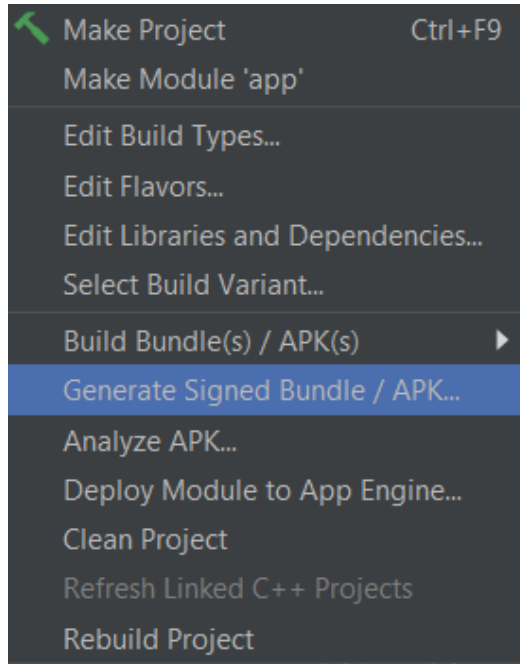 Make Project Ctrl+F9
Make Module 'app'
Edit Build Types...
Edit Flavors...
Edit Libraries and Dependencies...
Select Build Variant...
Build Bundle(s) / APK(s)
Generate Signed Bundle / APK...
Analyze APK...
Deploy Module to App Engine...
Clean Project
Refresh Linked C++ Projects
Rebuild Project